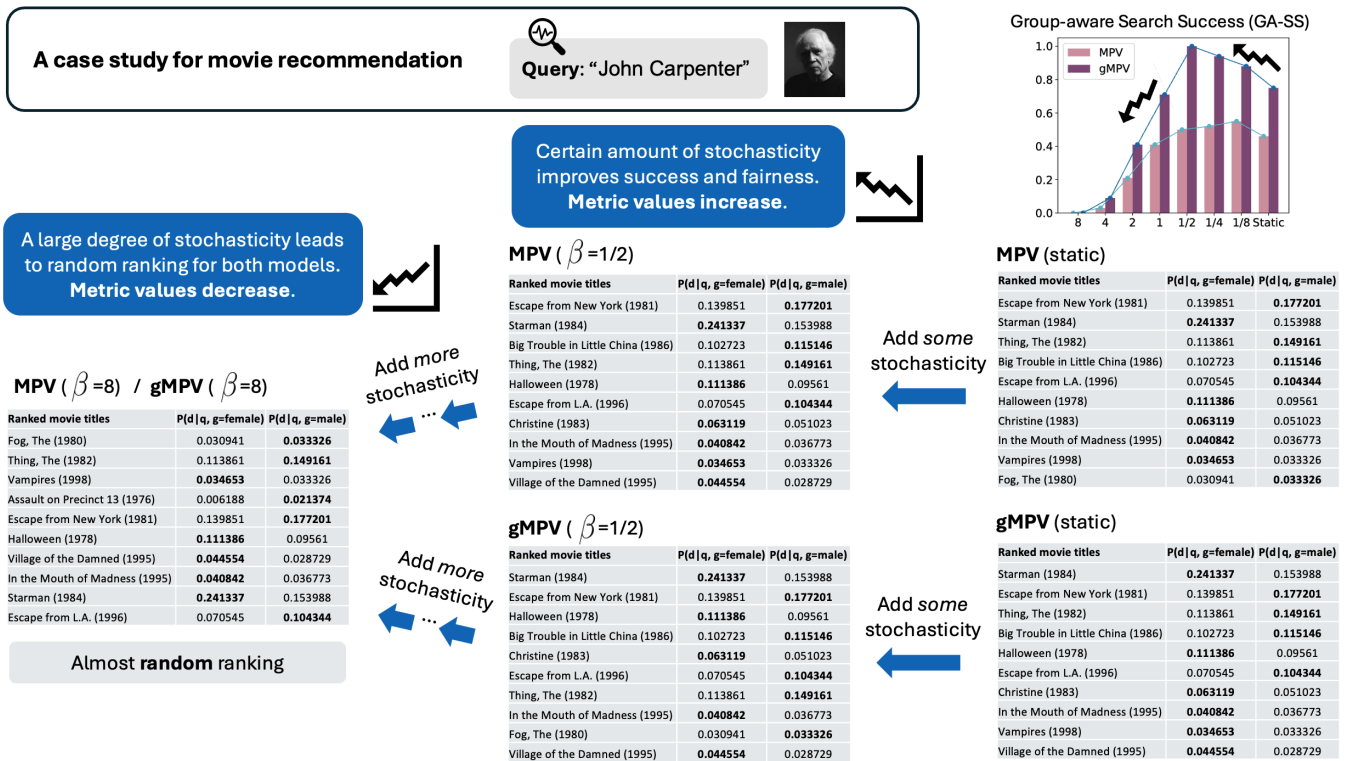 A case study for movie recommendation
Query: “John Carpenter”
Group-aware Search Success (GA-SS)
1.0
0.8
0.6
0.4
0.2
0.0
MPV
gMPV
8 4 2 1 1/2 1/4 1/8 Static
Certain amount of stochasticity
improves success and fairness.
Metric values increase.
A large degree of stochasticity leads
to random ranking for both models.
Metric values decrease.
MPV ( β=8) / gMPV ( β=8)
Ranked movie titles P(d|q, g=female) P(d|q, g=male)
Fog, The (1980) 0.030941 0.033326
Thing, The (1982) 0.113861 0.149161
Vampires (1998) 0.034653 0.033326
Assault on Precinct 13 (1976) 0.006188 0.021374
Escape from New York (1981) 0.139851 0.177201
Halloween (1978) 0.111386 0.09561
Village of the Damned (1995) 0.044554 0.028729
In the Mouth of Madness (1995) 0.040842 0.036773
Starman (1984) 0.241337 0.153988
Escape from L.A. (1996) 0.070545 0.104344
Almost random ranking
Add more
stochasticity
...
Add more
stochasticity
...
MPV ( β=1/2)
Ranked movie titles P(d|q, g=female) P(d|q, g=male)
Escape from New York (1981) 0.139851 0.177201
Starman (1984) 0.241337 0.153988
Big Trouble in Little China (1986) 0.102723 0.115146
Thing, The (1982) 0.113861 0.149161
Halloween (1978) 0.111386 0.09561
Escape from L.A. (1996) 0.070545 0.104344
Christine (1983) 0.063119 0.051023
In the Mouth of Madness (1995) 0.040842 0.036773
Vampires (1998) 0.034653 0.033326
Village of the Damned (1995) 0.044554 0.028729
gMPV ( β=1/2)
Ranked movie titles P(d|q, g=female) P(d|q, g=male)
Starman (1984) 0.241337 0.153988
Escape from New York (1981) 0.139851 0.177201
Halloween (1978) 0.111386 0.09561
Big Trouble in Little China (1986) 0.102723 0.115146
Christine (1983) 0.063119 0.051023
Escape from L.A. (1996) 0.070545 0.104344
Thing, The (1982) 0.113861 0.149161
In the Mouth of Madness (1995) 0.040842 0.036773
Fog, The (1980) 0.030941 0.033326
Village of the Damned (1995) 0.044554 0.028729
Add some
stochasticity
Add some
stochasticity
MPV (static)
Ranked movie titles P(d|q, g=female) P(d|q, g=male)
Escape from New York (1981) 0.139851 0.177201
Starman (1984) 0.241337 0.153988
Thing, The (1982) 0.113861 0.149161
Big Trouble in Little China (1986) 0.102723 0.115146
Escape from L.A. (1996) 0.070545 0.104344
Halloween (1978) 0.111386 0.09561
Christine (1983) 0.063119 0.051023
In the Mouth of Madness (1995) 0.040842 0.036773
Vampires (1998) 0.034653 0.033326
Fog, The (1980) 0.030941 0.033326
gMPV (static)
Ranked movie titles P(d|q, g=female) P(d|q, g=male)
Starman (1984) 0.241337 0.153988
Escape from New York (1981) 0.139851 0.177201
Thing, The (1982) 0.113861 0.149161
Big Trouble in Little China (1986) 0.102723 0.115146
Halloween (1978) 0.111386 0.09561
Escape from L.A. (1996) 0.070545 0.104344
Christine (1983) 0.063119 0.051023
In the Mouth of Madness (1995) 0.040842 0.036773
Vampires (1998) 0.034653 0.033326
Village of the Damned (1995) 0.044554 0.028729